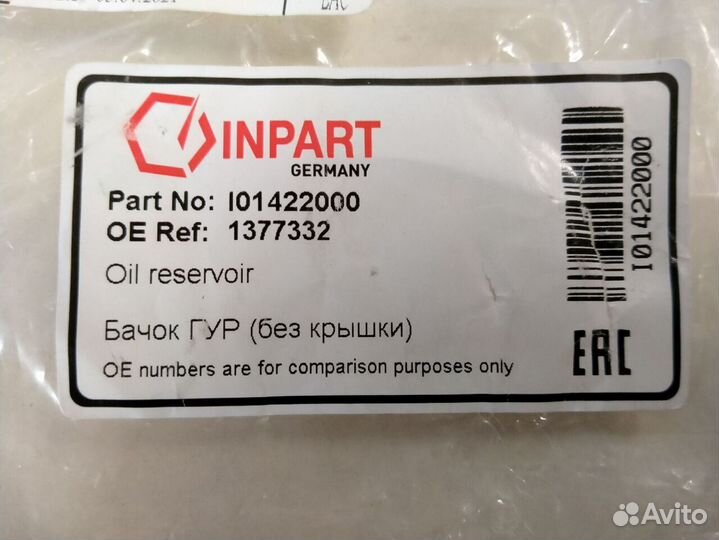 INPART
GERMANY
Part No: I01422000
OE Ref: 1377332
Oil reservoir
Бачок ГУР (без крышки)
OE numbers are for comparison purposes only
I01422000
EAC
Avito